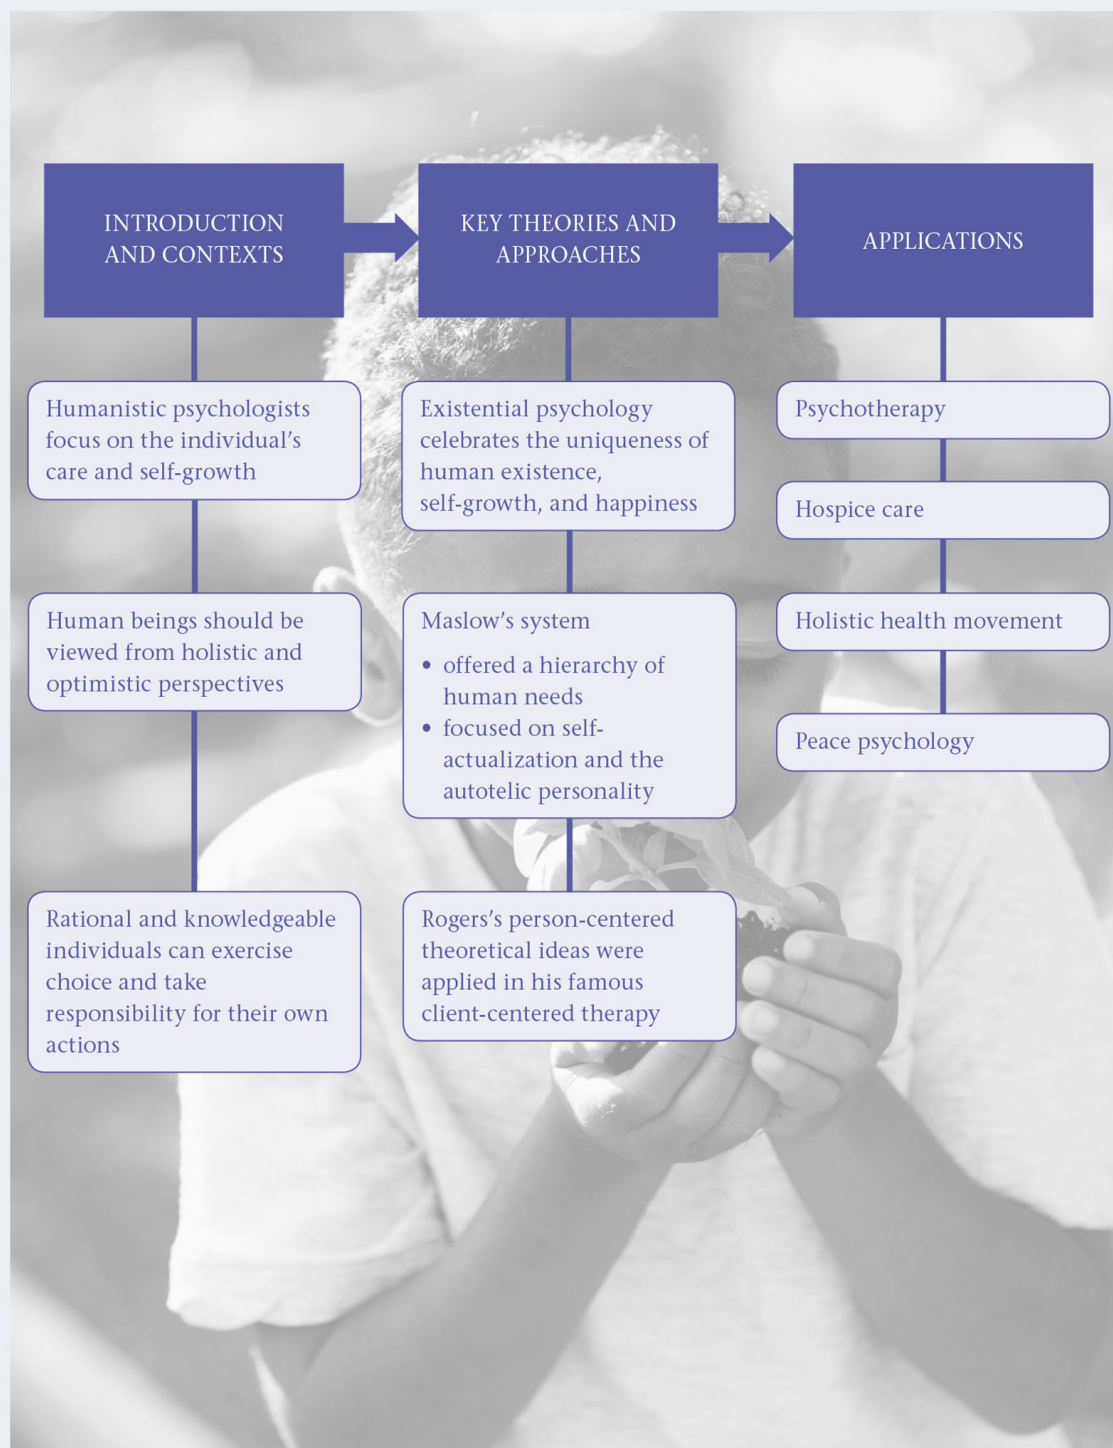 INTRODUCTION
AND CONTEXTS
KEY THEORIES AND
APPROACHES
APPLICATIONS
Humanistic psychologists
focus on the individual’s
care and self-growth
Human beings should be
viewed from holistic and
optimistic perspectives
Rational and knowledgeable
individuals can exercise
choice and take
responsibility for their own
actions
Existential psychology
celebrates the uniqueness of
human existence,
self-growth, and happiness
Maslow’s system
• offered a hierarchy of
human needs
• focused on self-
actualization and the
autotelic personality
Rogers’s person-centered
theoretical ideas were
applied in his famous
client-centered therapy
Psychotherapy
Hospice care
Holistic health movement
Peace psychology